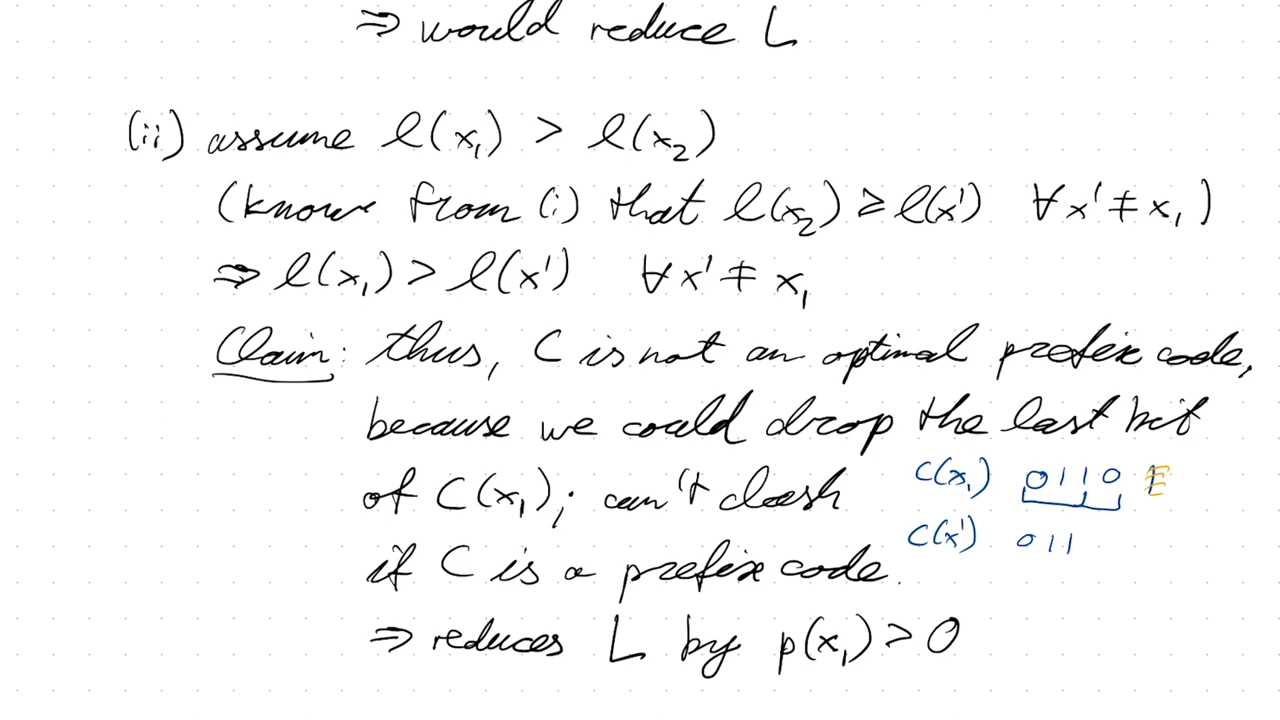 ⇒ would reduce L
(ii) assume ℓ(x₁) > ℓ(x₂)
(know from (i) that ℓ(x₂) ≥ ℓ(x') ∀ x' ≠ x₁)
⇒ ℓ(x₁) > ℓ(x') ∀ x' ≠ x₁
Claim: thus, C is not an optimal prefix code,
because we could drop the last bit
of C(x₁); can't clash
C(x₁) 0110
if C is a prefix code.
C(x') 011
⇒ reduces L by p(x₁) > 0